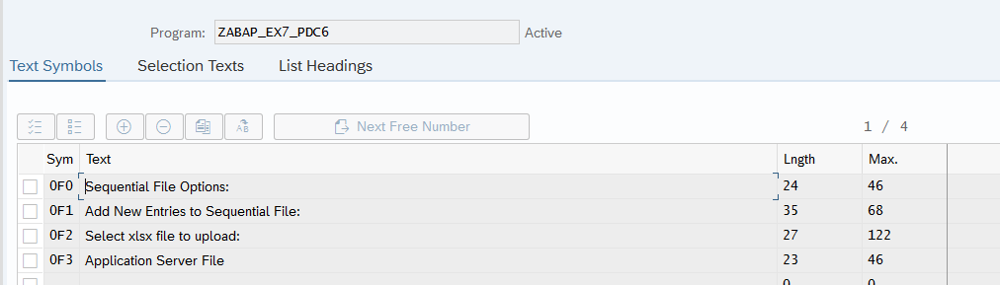 Program: ZABAP_EX7_PDC6 Active
Text Symbols Selection Texts List Headings
AB Next Free Number 1 / 4
Sym Text Lngth Max.
0F0 Sequential File Options: 24 46
0F1 Add New Entries to Sequential File: 35 68
0F2 Select xlsx file to upload: 27 122
0F3 Application Server File 23 46
0 0